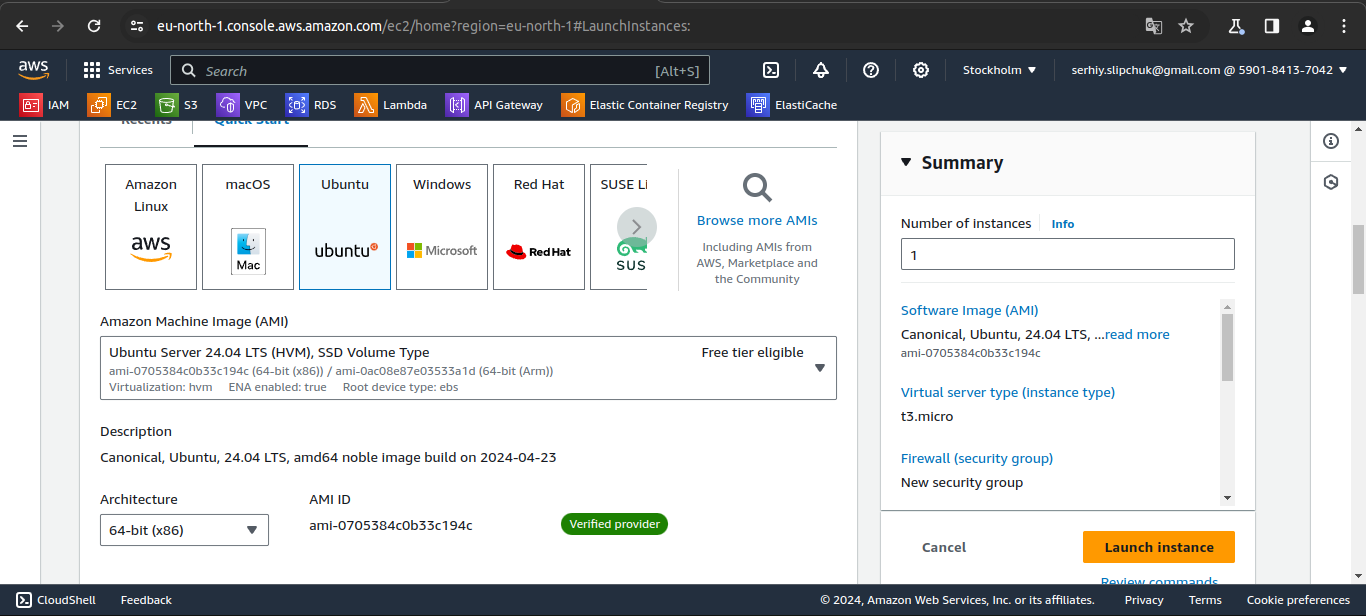 eu-north-1.console.aws.amazon.com/ec2/home?region=eu-north-1#LaunchInstances:
aws
Services
Search
[Alt+S]
Stockholm
serhiy.slipchuk@gmail.com @ 5901-8413-7042
IAM
EC2
S3
VPC
RDS
Lambda
API Gateway
Elastic Container Registry
ElastiCache
Recents
Quick Start
Amazon
Linux
aws
macOS
Mac
Ubuntu
ubuntu
Windows
Microsoft
Red Hat
Red Hat
SUSE Li
SUS
Browse more AMIs
Including AMIs from
AWS, Marketplace and
the Community
Amazon Machine Image (AMI)
Ubuntu Server 24.04 LTS (HVM), SSD Volume Type
Free tier eligible
ami-0705384c0b33c194c (64-bit (x86)) / ami-0ac08e87e03533a1d (64-bit (Arm))
Virtualization: hvm ENA enabled: true Root device type: ebs
Description
Canonical, Ubuntu, 24.04 LTS, amd64 noble image build on 2024-04-23
Architecture
64-bit (x86)
AMI ID
ami-0705384c0b33c194c
Verified provider
Summary
Number of instances
Info
1
Software Image (AMI)
Canonical, Ubuntu, 24.04 LTS, ...read more
ami-0705384c0b33c194c
Virtual server type (instance type)
t3.micro
Firewall (security group)
New security group
Cancel
Launch instance
Review commands
CloudShell
Feedback
© 2024, Amazon Web Services, Inc. or its affiliates.
Privacy
Terms
Cookie preferences